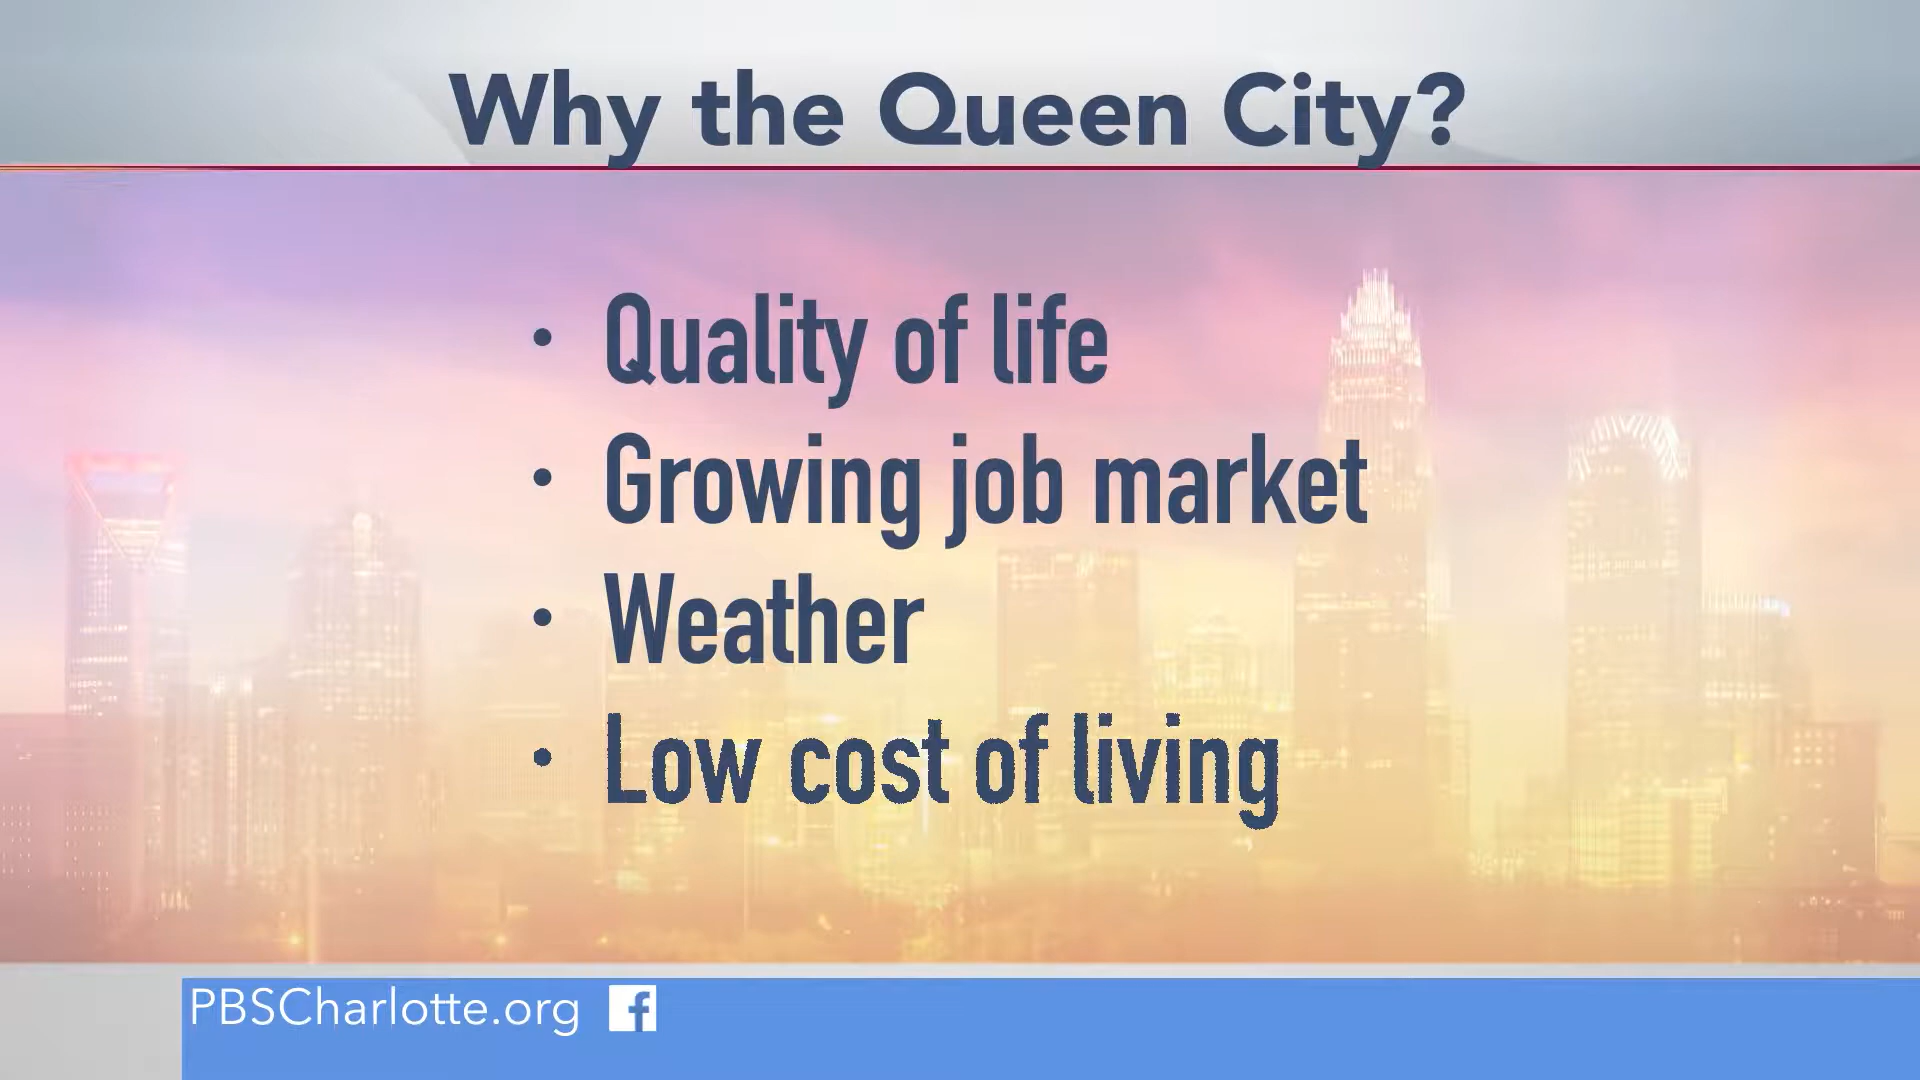 Why the Queen City?
• Quality of life
• Growing job market
• Weather
• Low cost of living
PBSCharlotte.org